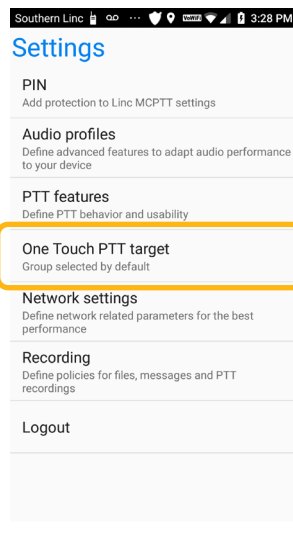 Southern Linc VoWiFi 3:28 PM
Settings
PIN
Add protection to Linc MCPTT settings
Audio profiles
Define advanced features to adapt audio performance
to your device
PTT features
Define PTT behavior and usability
One Touch PTT target
Group selected by default
Network settings
Define network related parameters for the best
performance
Recording
Define policies for files, messages and PTT
recordings
Logout